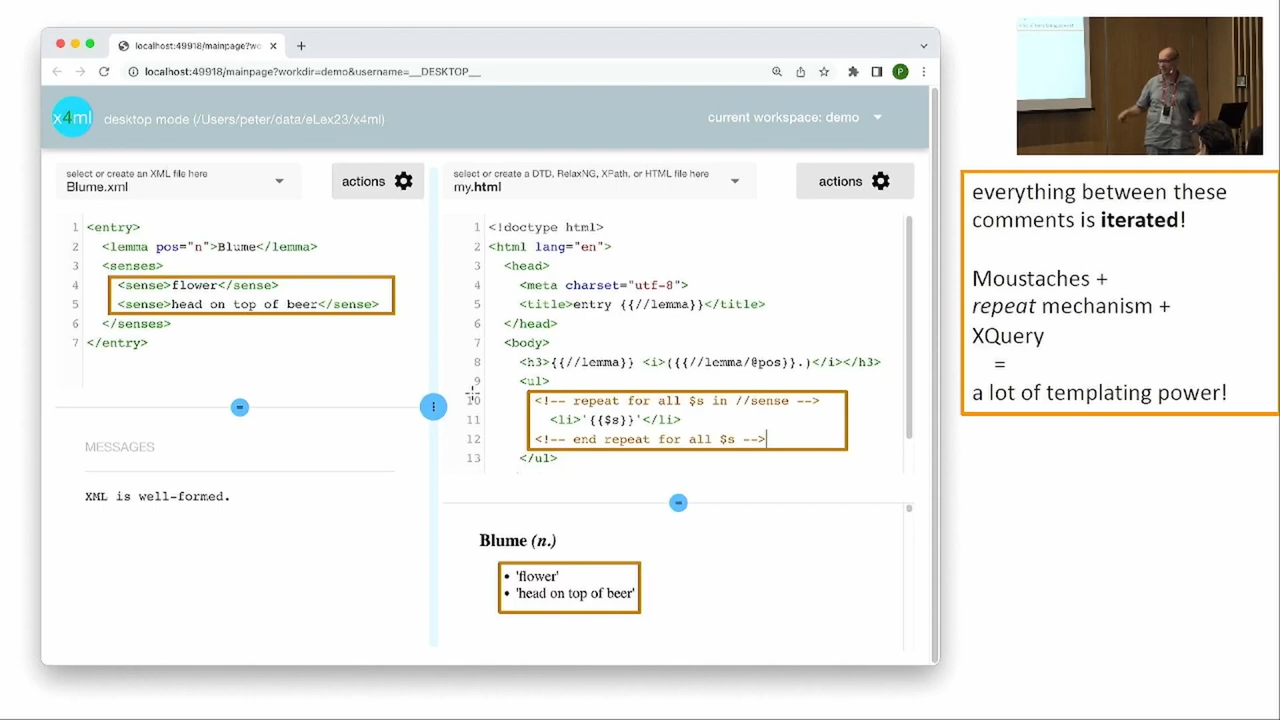 localhost:49918/mainpage?wo
localhost:49918/mainpage?workdir=demo&username=__DESKTOP__
P
x4ml
desktop mode (/Users/peter/data/eLex23/x4ml)
current workspace: demo
select or create an XML file here
Blume.xml
actions
select or create a DTD, RelaxNG, XPath, or HTML file here
my.html
actions
1 <entry>
2 <lemma pos="n">Blume</lemma>
3 <senses>
4 <sense>flower</sense>
5 <sense>head on top of beer</sense>
6 </senses>
7 </entry>
1 <!doctype html>
2 <html lang="en">
3 <head>
4 <meta charset="utf-8">
5 <title>entry {{//lemma}}</title>
6 </head>
7 <body>
8 <h3>{{//lemma}} <i>({{//lemma/@pos}}.)</i></h3>
9 <ul>
10 <!-- repeat for all $s in //sense -->
11 <li>'{{$s}}'</li>
12 <!-- end repeat for all $s -->
13 </ul>
MESSAGES
XML is well-formed.
Blume (n.)
• 'flower'
• 'head on top of beer'
everything between these
comments is iterated!
Moustaches +
repeat mechanism +
XQuery
=
a lot of templating power!